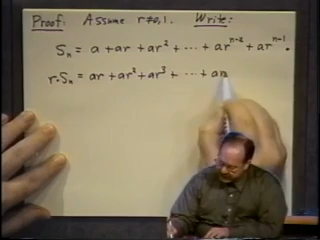 Proof: Assume r≠0,1. Write:
Sₙ = a + ar + ar² + ⋯ + arⁿ⁻² + arⁿ⁻¹.
r·Sₙ = ar + ar² + ar³ + ⋯ + ar